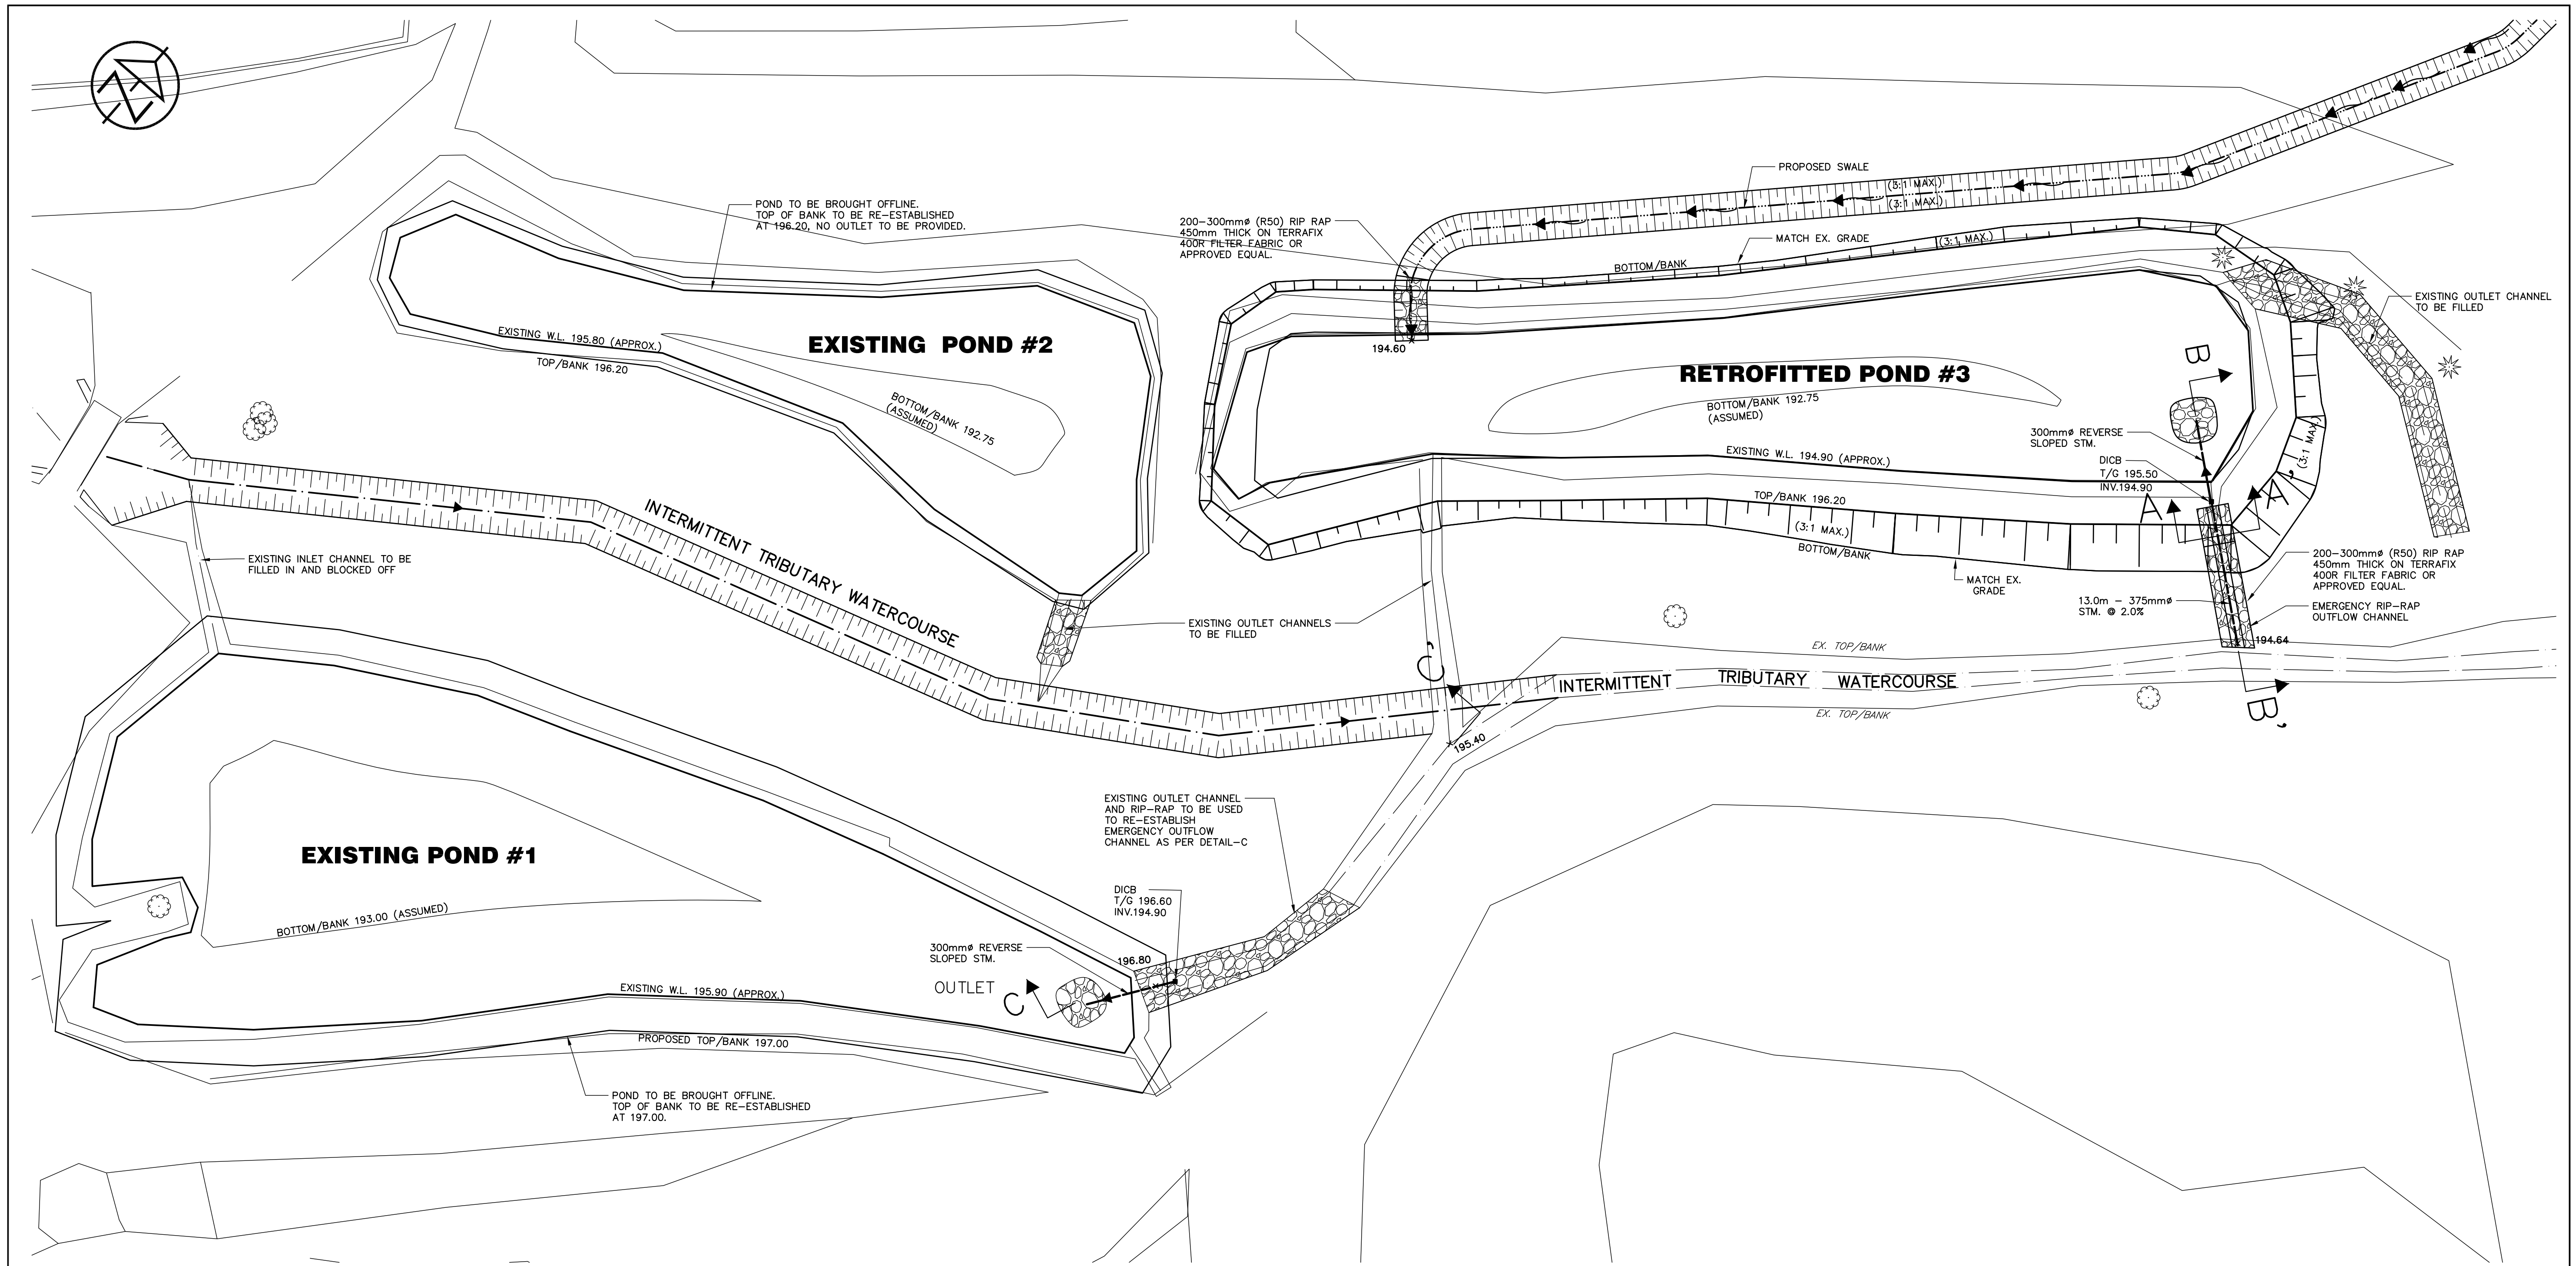 PROPOSED SWALE
(3:1 MAX.)
(3:1 MAX.)
POND TO BE BROUGHT OFFLINE.
TOP OF BANK TO BE RE-ESTABLISHED
AT 196.20, NO OUTLET TO BE PROVIDED.
200-300mmø (R50) RIP RAP
450mm THICK ON TERRAFIX
400R FILTER FABRIC OR
APPROVED EQUAL.
MATCH EX. GRADE
(3:1 MAX.)
BOTTOM/BANK
EXISTING OUTLET CHANNEL
TO BE FILLED
EXISTING W.L. 195.80 (APPROX.)
TOP/BANK 196.20
EXISTING POND #2
BOTTOM/BANK 192.75
(ASSUMED)
194.60
RETROFITTED POND #3
BOTTOM/BANK 192.75
(ASSUMED)
B
300mmø REVERSE
SLOPED STM.
DICB
T/G 195.50
INV.194.90
EXISTING W.L. 194.90 (APPROX.)
TOP/BANK 196.20
(3:1 MAX.)
BOTTOM/BANK
A
A'
(3:1 MAX.)
MATCH EX.
GRADE
200-300mmø (R50) RIP RAP
450mm THICK ON TERRAFIX
400R FILTER FABRIC OR
APPROVED EQUAL.
13.0m - 375mmø
STM. @ 2.0%
EMERGENCY RIP-RAP
OUTFLOW CHANNEL
194.64
INTERMITTENT TRIBUTARY WATERCOURSE
EXISTING INLET CHANNEL TO BE
FILLED IN AND BLOCKED OFF
EXISTING OUTLET CHANNELS
TO BE FILLED
C'
EX. TOP/BANK
INTERMITTENT TRIBUTARY WATERCOURSE
EX. TOP/BANK
B'
195.40
EXISTING OUTLET CHANNEL
AND RIP-RAP TO BE USED
TO RE-ESTABLISH
EMERGENCY OUTFLOW
CHANNEL AS PER DETAIL-C
EXISTING POND #1
BOTTOM/BANK 193.00 (ASSUMED)
DICB
T/G 196.60
INV.194.90
300mmø REVERSE
SLOPED STM.
196.80
OUTLET
C
EXISTING W.L. 195.90 (APPROX.)
PROPOSED TOP/BANK 197.00
POND TO BE BROUGHT OFFLINE.
TOP OF BANK TO BE RE-ESTABLISHED
AT 197.00.